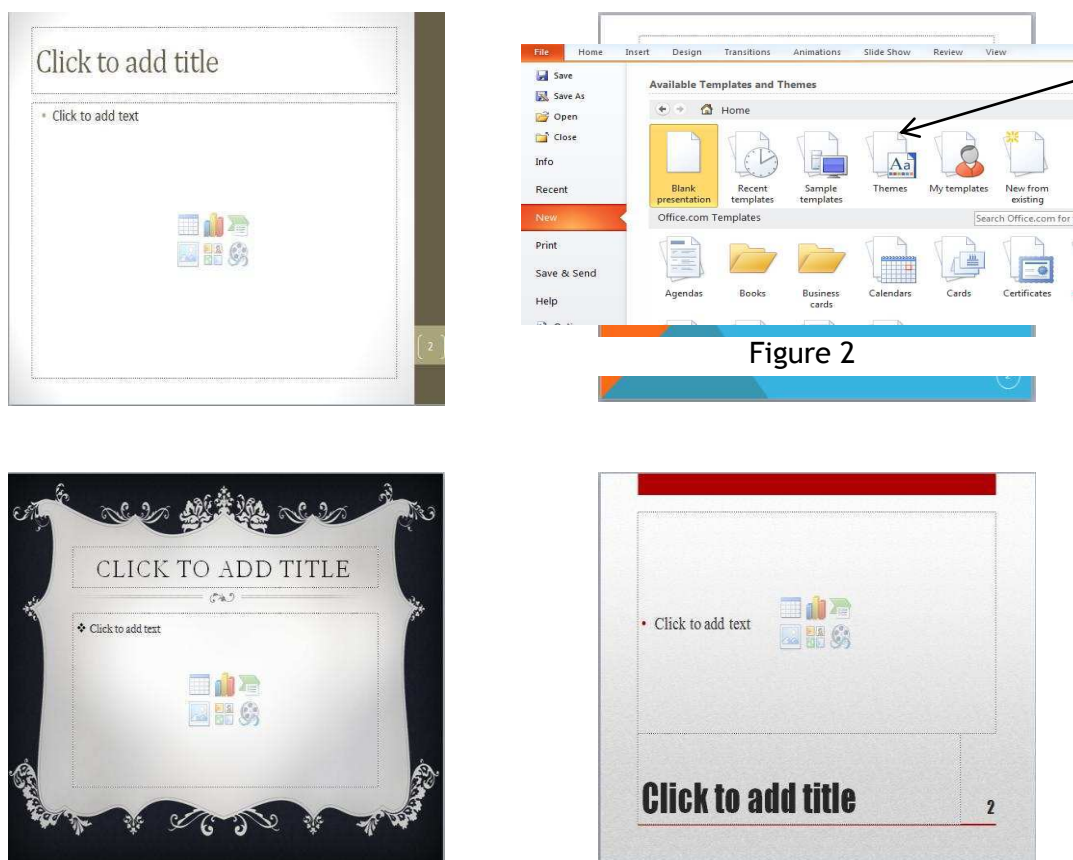 Click to add title
• Click to add text
2
File Home Insert Design Transitions Animations Slide Show Review View
Save
Save As
Open
Close
Info
Recent
New
Print
Save & Send
Help
Available Templates and Themes
Home
Blank presentation
Recent templates
Sample templates
Themes
My templates
New from existing
Office.com Templates
Search Office.com for
Agendas
Books
Business cards
Calendars
Cards
Certificates
Figure 2
CLICK TO ADD TITLE
❖ Click to add text
• Click to add text
Click to add title
2